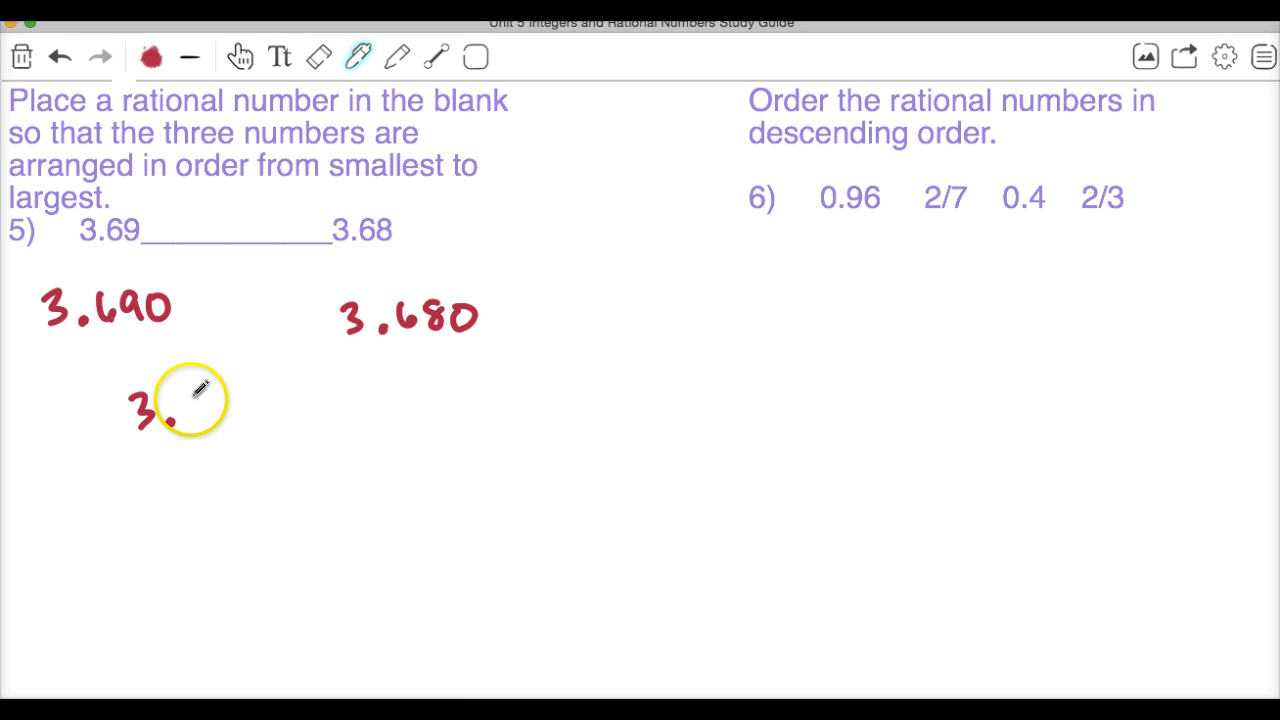 Unit 5 Integers and Rational Numbers Study Guide
Tt
Place a rational number in the blank
so that the three numbers are
arranged in order from smallest to
largest.
5) 3.69____________3.68
3.690 3.680
3.
Order the rational numbers in
descending order.
6) 0.96 2/7 0.4 2/3